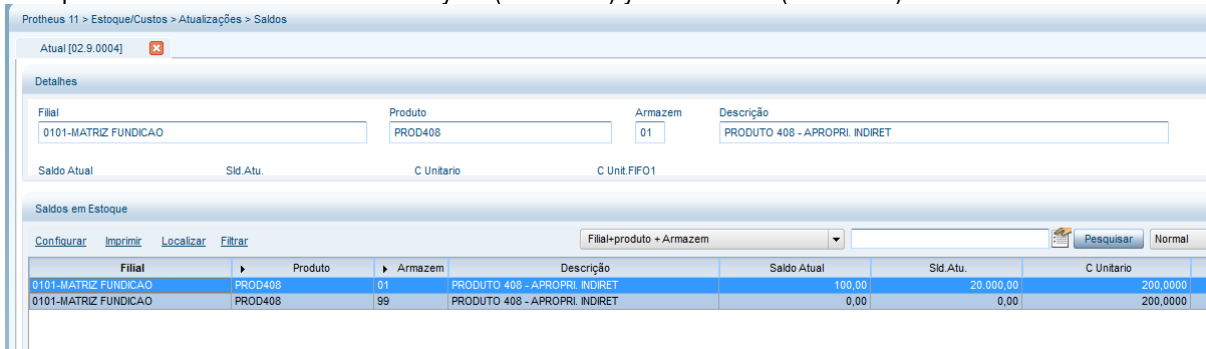 Protheus 11 > Estoque/Custos > Atualizações > Saldos
Atual [02.9.0004]
Detalhes
Filial Produto Armazem Descrição
0101-MATRIZ FUNDICAO PROD408 01 PRODUTO 408 - APROPRI. INDIRET
Saldo Atual Sld.Atu. C Unitario C Unit.FIFO1
Saldos em Estoque
Configurar Imprimir Localizar Filtrar Filial+produto + Armazem Pesquisar Normal
Filial Produto Armazem Descrição Saldo Atual Sld.Atu. C Unitario
0101-MATRIZ FUNDICAO PROD408 01 PRODUTO 408 - APROPRI. INDIRET 100,00 20.000,00 200,0000
0101-MATRIZ FUNDICAO PROD408 99 PRODUTO 408 - APROPRI. INDIRET 0,00 0,00 200,0000